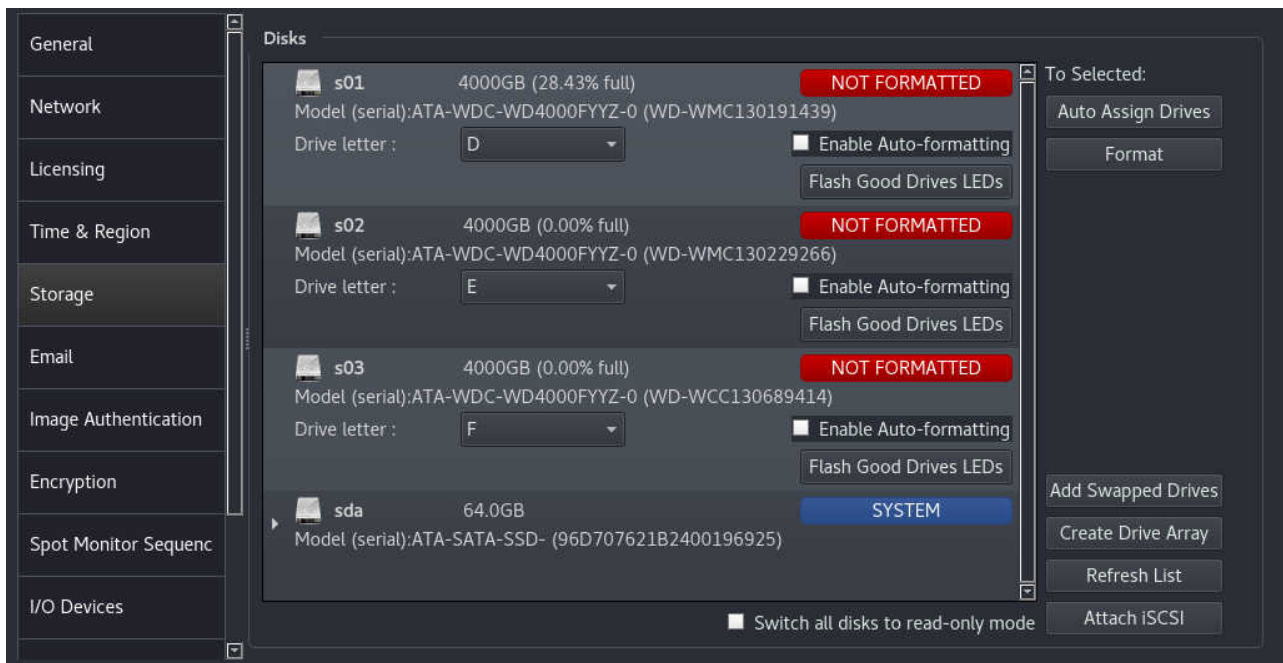 General
Network
Licensing
Time & Region
Storage
Email
Image Authentication
Encryption
Spot Monitor Sequenc
I/O Devices
Disks
s01 4000GB (28.43% full) NOT FORMATTED
Model (serial):ATA-WDC-WD4000FYYZ-0 (WD-WMC130191439)
Drive letter : D Enable Auto-formatting
Flash Good Drives LEDs
s02 4000GB (0.00% full) NOT FORMATTED
Model (serial):ATA-WDC-WD4000FYYZ-0 (WD-WMC130229266)
Drive letter : E Enable Auto-formatting
Flash Good Drives LEDs
s03 4000GB (0.00% full) NOT FORMATTED
Model (serial):ATA-WDC-WD4000FYYZ-0 (WD-WCC130689414)
Drive letter : F Enable Auto-formatting
Flash Good Drives LEDs
sda 64.0GB SYSTEM
Model (serial):ATA-SATA-SSD- (96D707621B2400196925)
Switch all disks to read-only mode
To Selected:
Auto Assign Drives
Format
Add Swapped Drives
Create Drive Array
Refresh List
Attach iSCSI